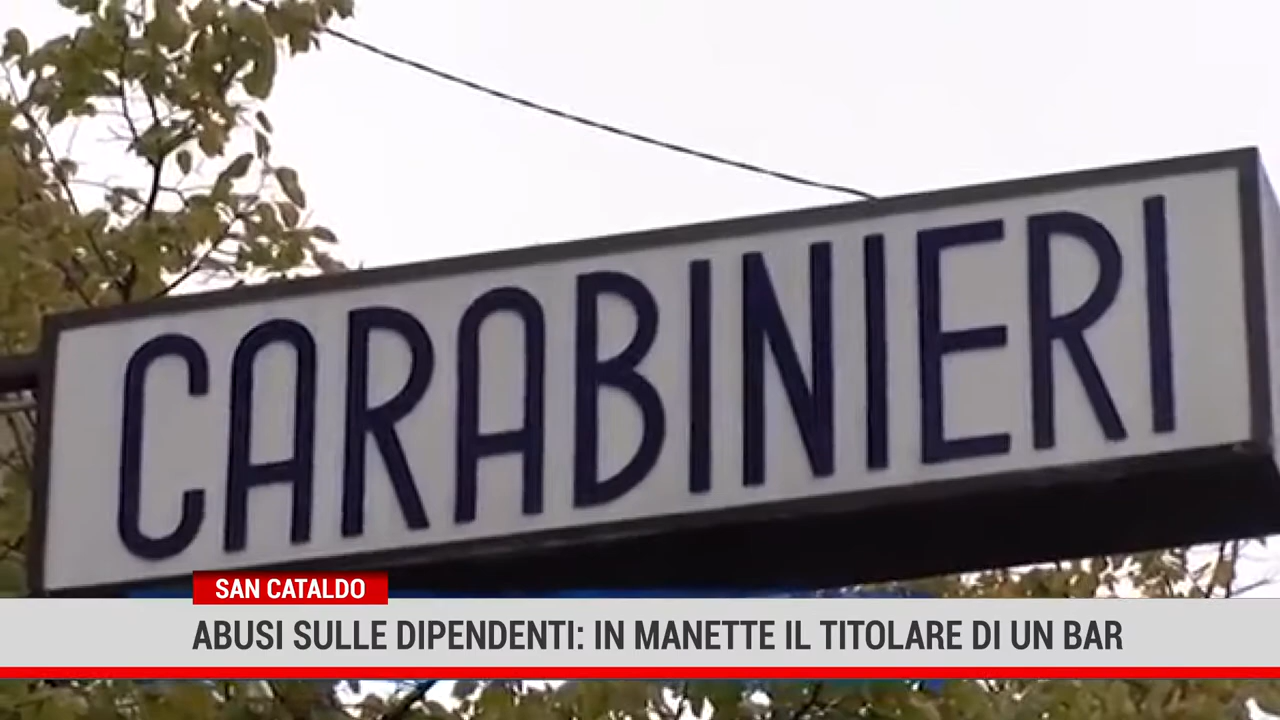 CARABINIERI
SAN CATALDO
ABUSI SULLE DIPENDENTI: IN MANETTE IL TITOLARE DI UN BAR